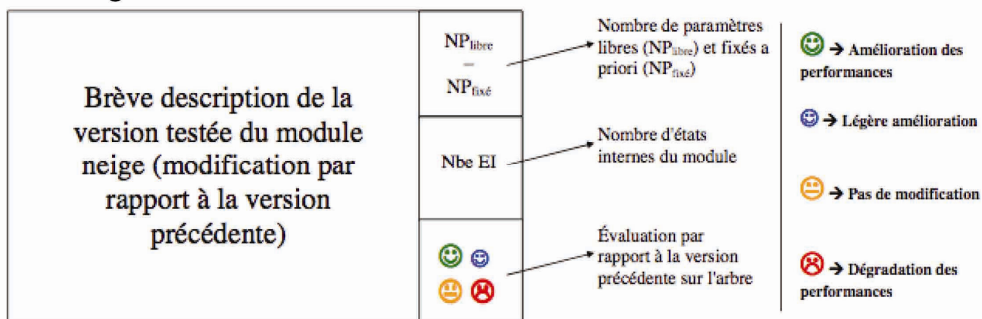 Brève description de la
version testée du module
neige (modification par
rapport à la version
précédente)
NPlibre
–
NPfixé
Nbe EI
Nombre de paramètres
libres (NPlibre) et fixés a
priori (NPfixé)
Nombre d'états
internes du module
Évaluation par
rapport à la version
précédente sur l'arbre
→ Amélioration des
performances
→ Légère amélioration
→ Pas de modification
→ Dégradation des
performances